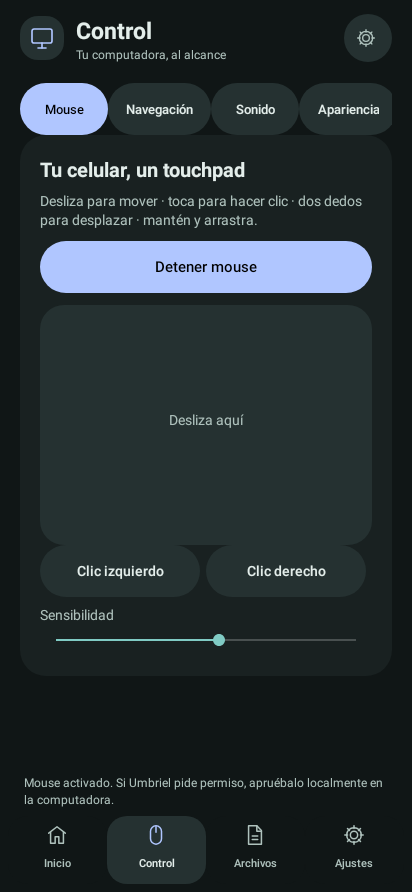 Control
Tu computadora, al alcance
Mouse
Navegación
Sonido
Apariencia
Tu celular, un touchpad
Desliza para mover · toca para hacer clic · dos dedos
para desplazar · mantén y arrastra.
Detener mouse
Desliza aquí
Clic izquierdo
Clic derecho
Sensibilidad
Mouse activado. Si Umbriel pide permiso, apruébalo localmente en
la computadora.
Inicio
Control
Archivos
Ajustes